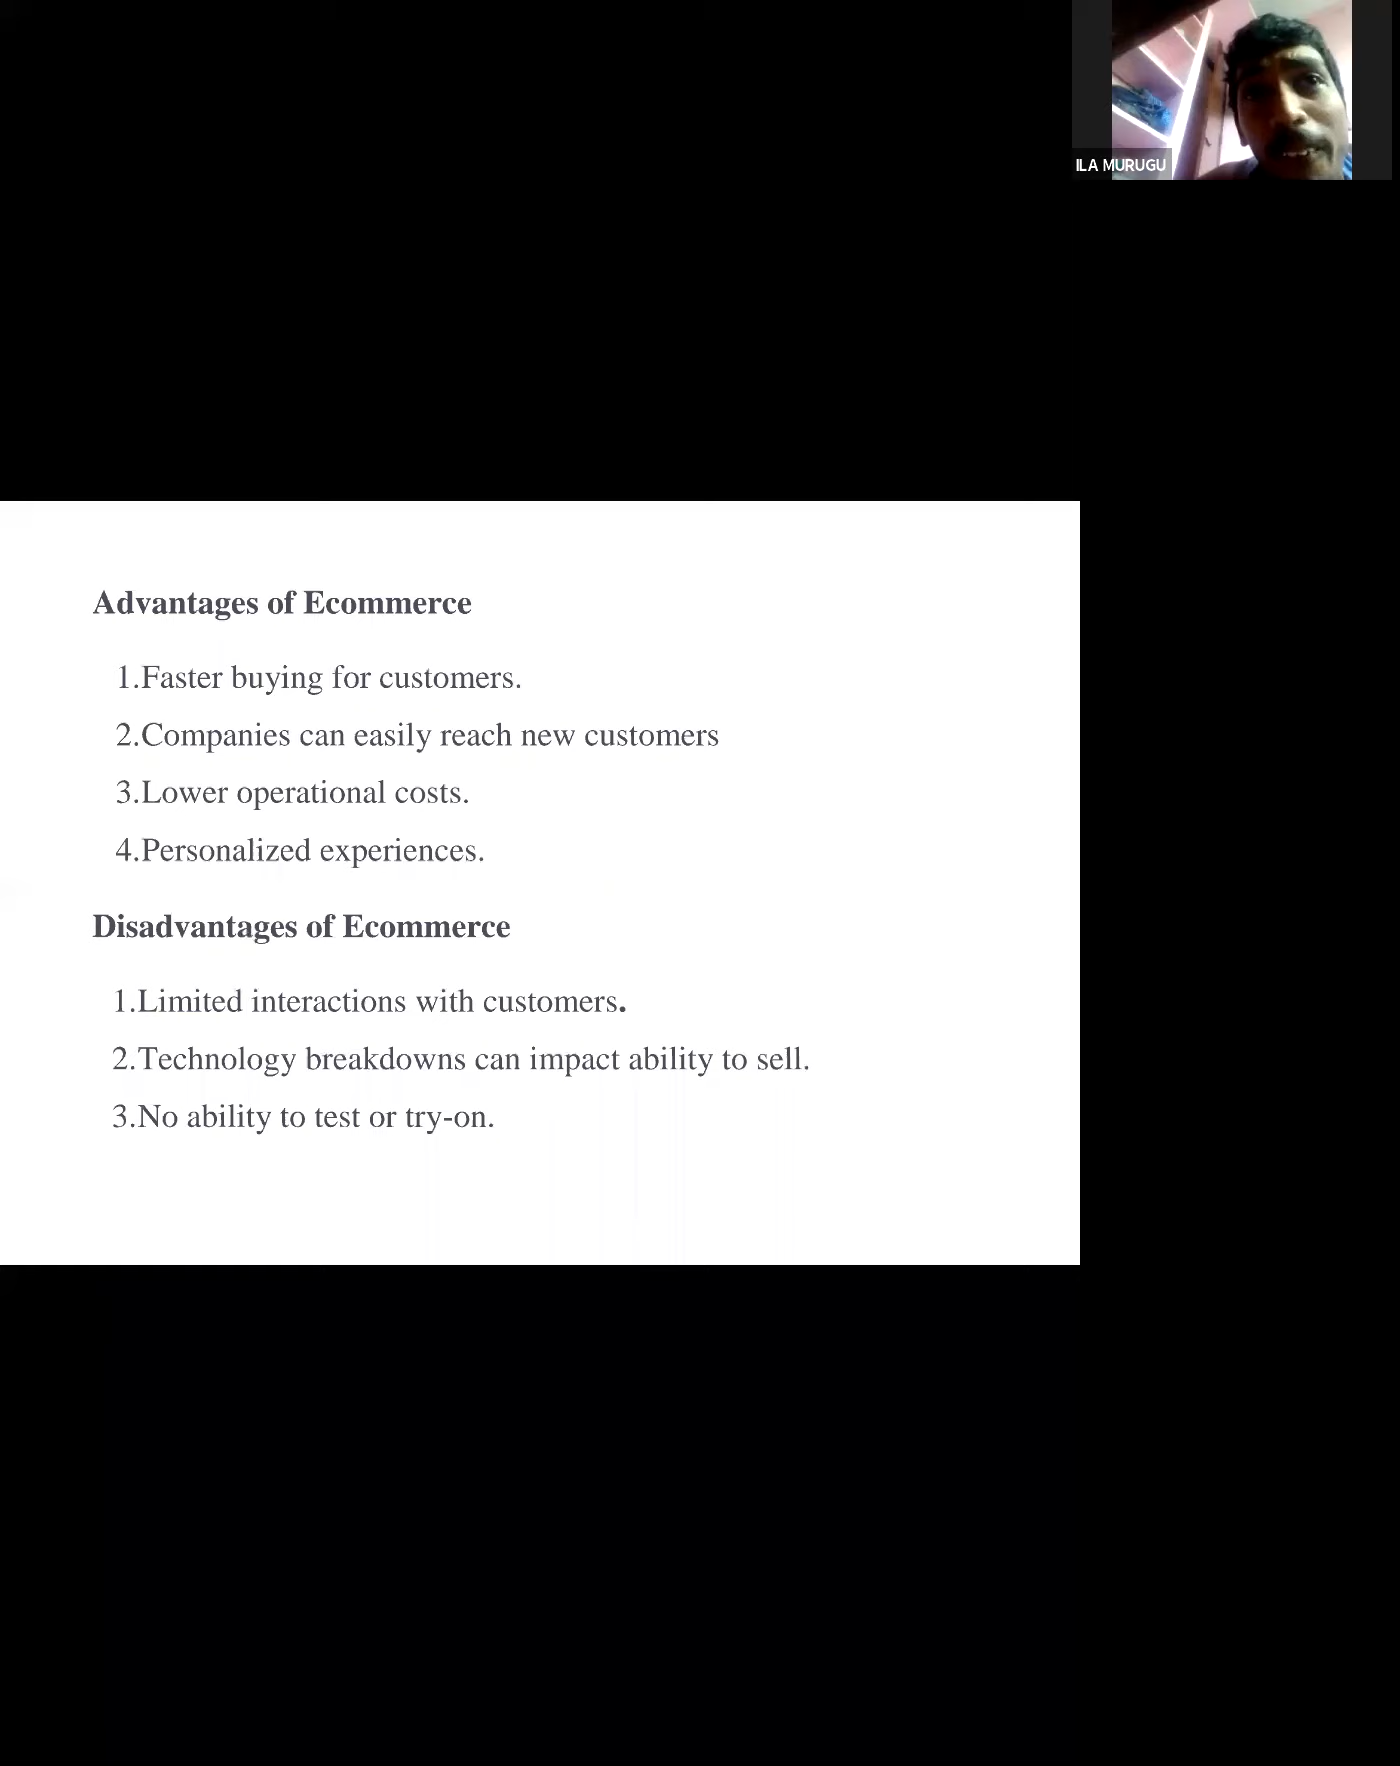 ILA MURUGU
Advantages of Ecommerce
1.Faster buying for customers.
2.Companies can easily reach new customers
3.Lower operational costs.
4.Personalized experiences.
Disadvantages of Ecommerce
1.Limited interactions with customers.
2.Technology breakdowns can impact ability to sell.
3.No ability to test or try-on.